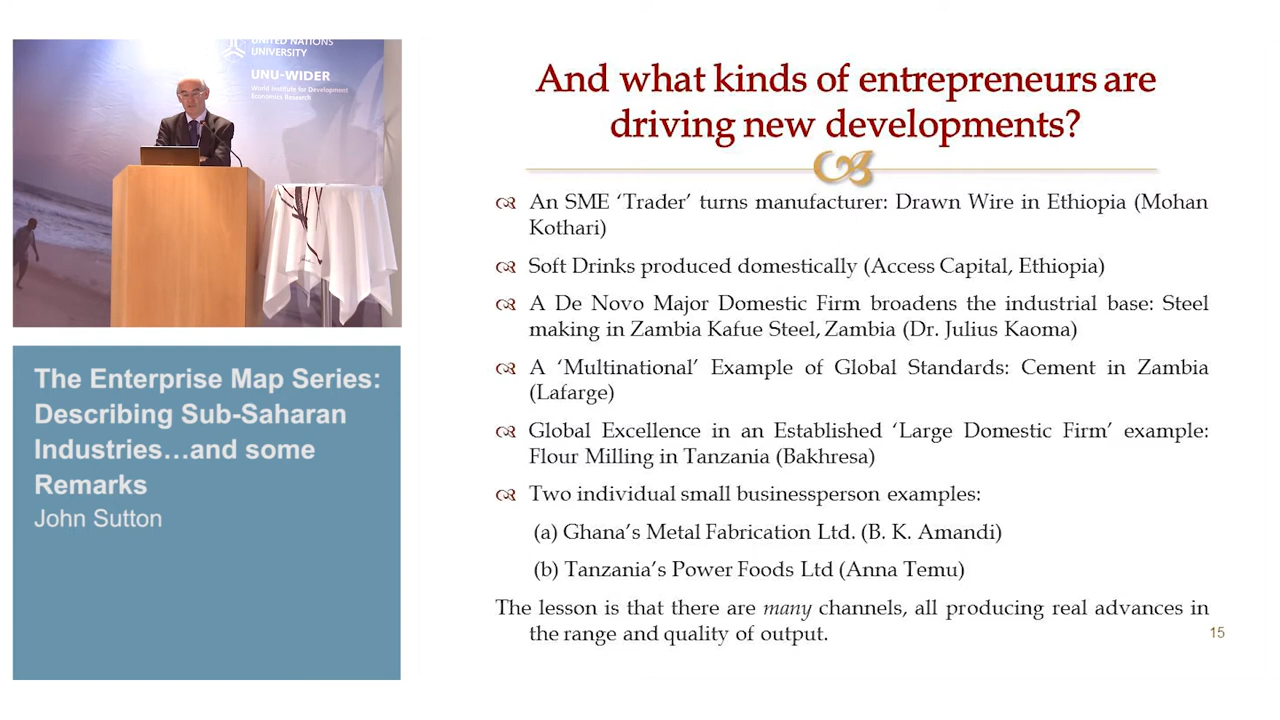 UNITED NATIONS
UNIVERSITY
UNU-WIDER
World Institute for Development
Economics Research
The Enterprise Map Series:
Describing Sub-Saharan
Industries…and some
Remarks
John Sutton
And what kinds of entrepreneurs are
driving new developments?
An SME ‘Trader’ turns manufacturer: Drawn Wire in Ethiopia (Mohan
Kothari)
Soft Drinks produced domestically (Access Capital, Ethiopia)
A De Novo Major Domestic Firm broadens the industrial base: Steel
making in Zambia Kafue Steel, Zambia (Dr. Julius Kaoma)
A ‘Multinational’ Example of Global Standards: Cement in Zambia
(Lafarge)
Global Excellence in an Established ‘Large Domestic Firm’ example:
Flour Milling in Tanzania (Bakhresa)
Two individual small businessperson examples:
(a) Ghana’s Metal Fabrication Ltd. (B. K. Amandi)
(b) Tanzania’s Power Foods Ltd (Anna Temu)
The lesson is that there are many channels, all producing real advances in
the range and quality of output.
15